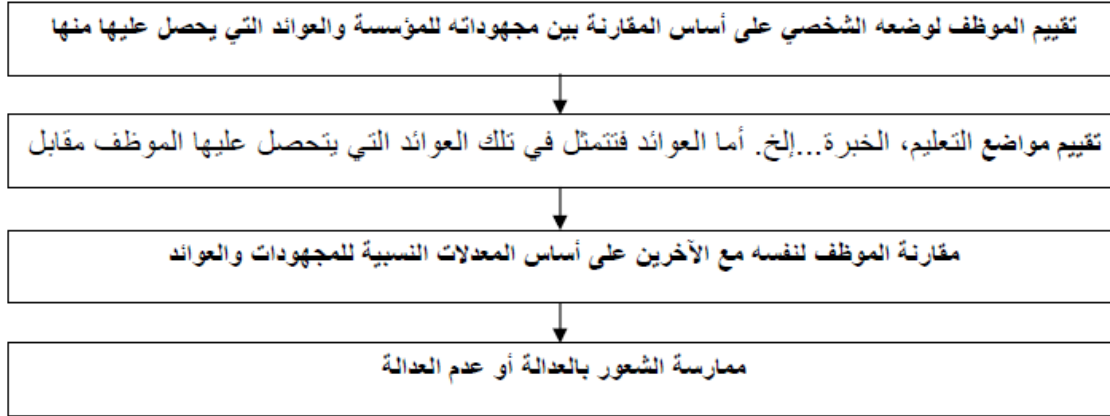 تقييم الموظف لوضعه الشخصي على أساس المقارنة بين مجهوداته للمؤسسة والعوائد التي يحصل عليها منها
تقييم مواضع التعليم، الخبرة...إلخ. أما العوائد فتتمثل في تلك العوائد التي يتحصل عليها الموظف مقابل
مقارنة الموظف لنفسه مع الآخرين على أساس المعدلات النسبية للمجهودات والعوائد
ممارسة الشعور بالعدالة أو عدم العدالة